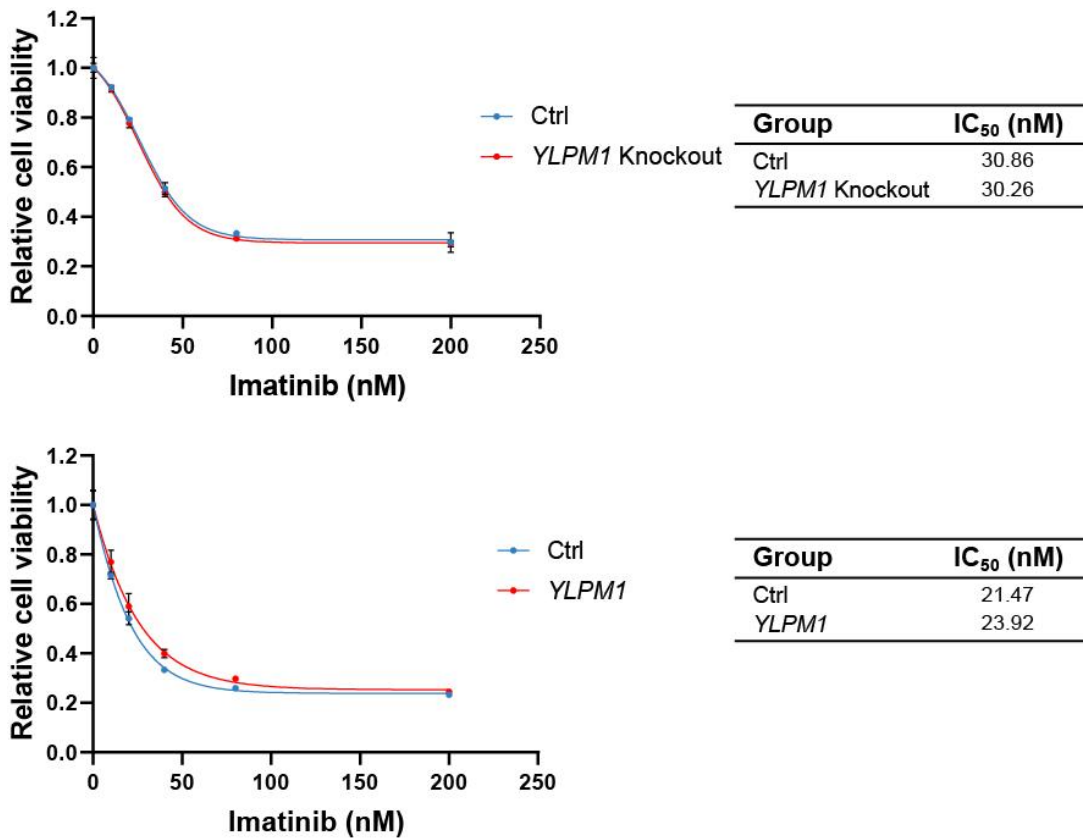 Relative cell viability
1.2
1.0
0.8
0.6
0.4
0.2
0.0
0 50 100 150 200 250
Imatinib (nM)
Ctrl
YLPM1 Knockout
Group IC₅₀ (nM)
Ctrl 30.86
YLPM1 Knockout 30.26
Relative cell viability
1.2
1.0
0.8
0.6
0.4
0.2
0.0
0 50 100 150 200 250
Imatinib (nM)
Ctrl
YLPM1
Group IC₅₀ (nM)
Ctrl 21.47
YLPM1 23.92